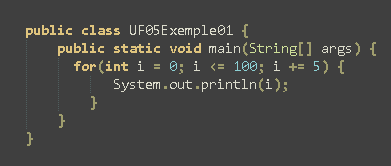 public class UF05Exemple01 {
    public static void main(String[] args) {
      for(int i = 0; i <= 100; i += 5) {
           System.out.println(i);
        }
    }
}